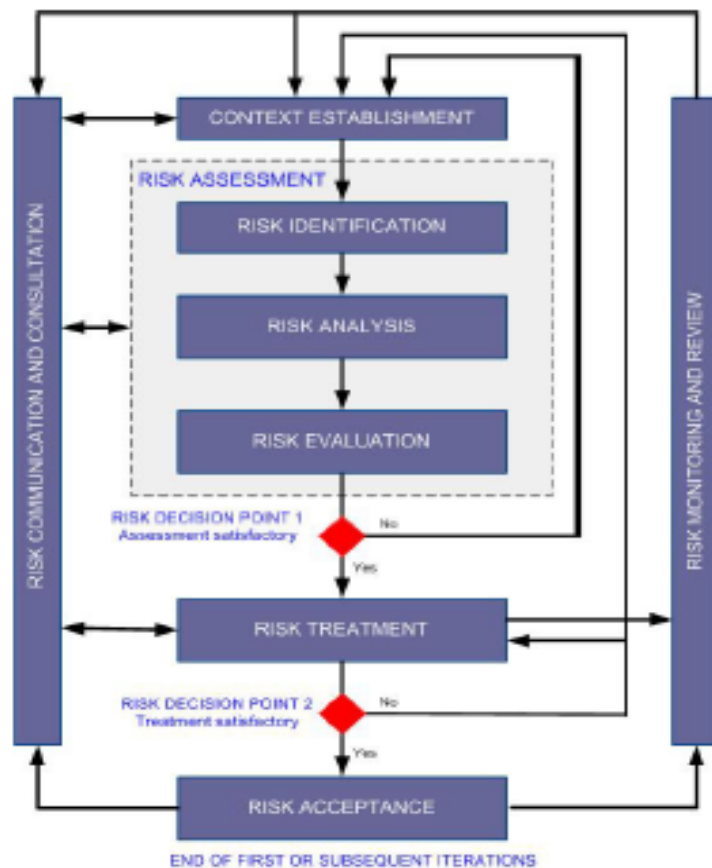 CONTEXT ESTABLISHMENT
RISK ASSESSMENT
RISK IDENTIFICATION
RISK ANALYSIS
RISK EVALUATION
RISK COMMUNICATION AND CONSULTATION
RISK MONITORING AND REVIEW
RISK DECISION POINT 1
Assessment satisfactory
No
Yes
RISK TREATMENT
RISK DECISION POINT 2
Treatment satisfactory
No
Yes
RISK ACCEPTANCE
END OF FIRST OR SUBSEQUENT ITERATIONS